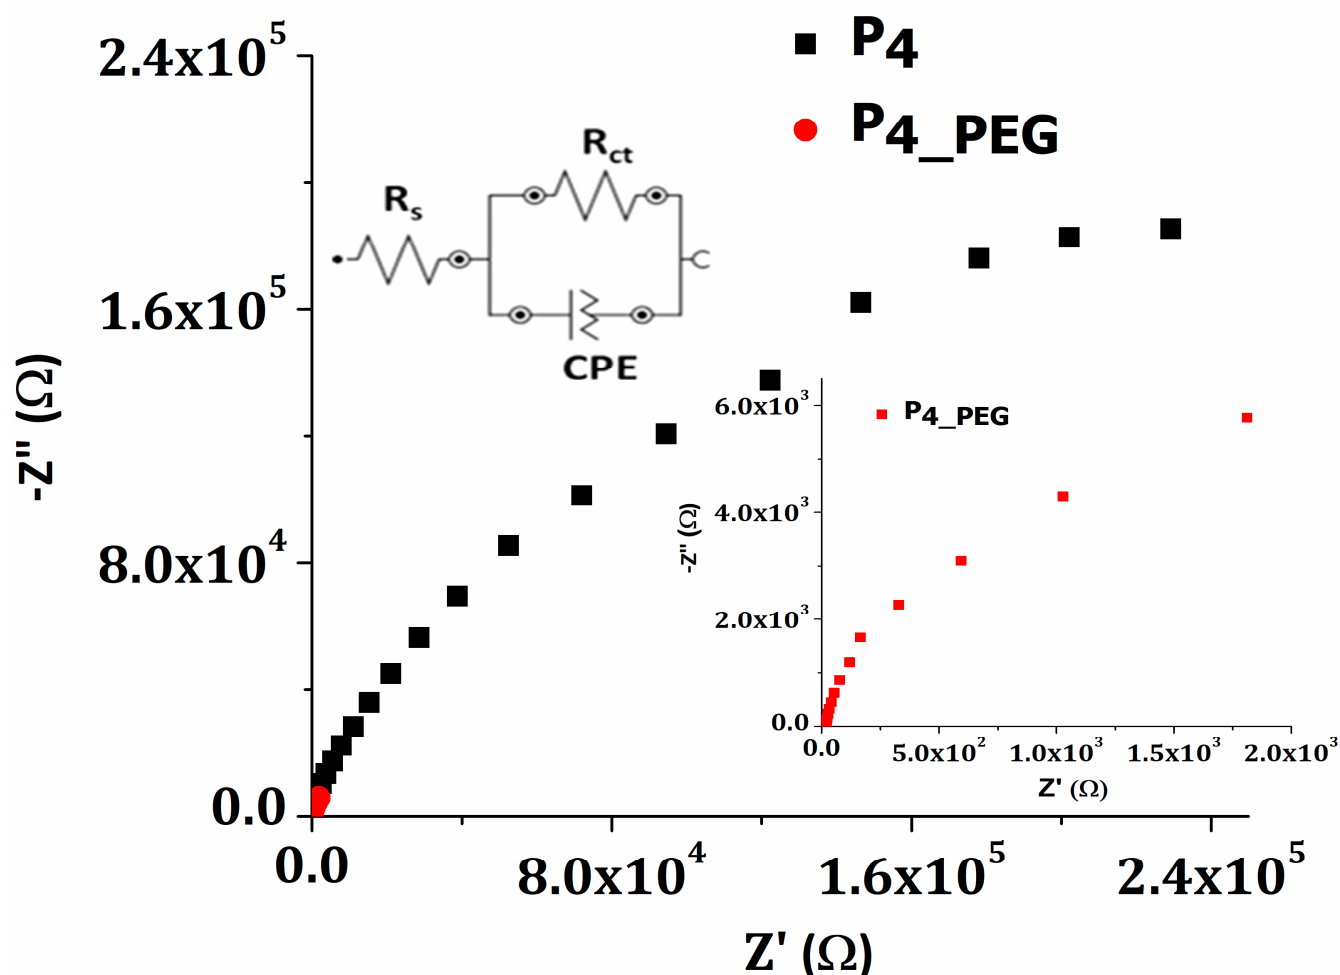 P₄
P₄_PEG
2.4x10⁵
1.6x10⁵
8.0x10⁴
0.0
-Z'' (Ω)
Rₛ
R꜀ₜ
CPE
P₄_PEG
6.0x10³
4.0x10³
2.0x10³
0.0
-Z'' (Ω)
0.0 5.0x10² 1.0x10³ 1.5x10³ 2.0x10³
Z' (Ω)
0.0 8.0x10⁴ 1.6x10⁵ 2.4x10⁵
Z' (Ω)